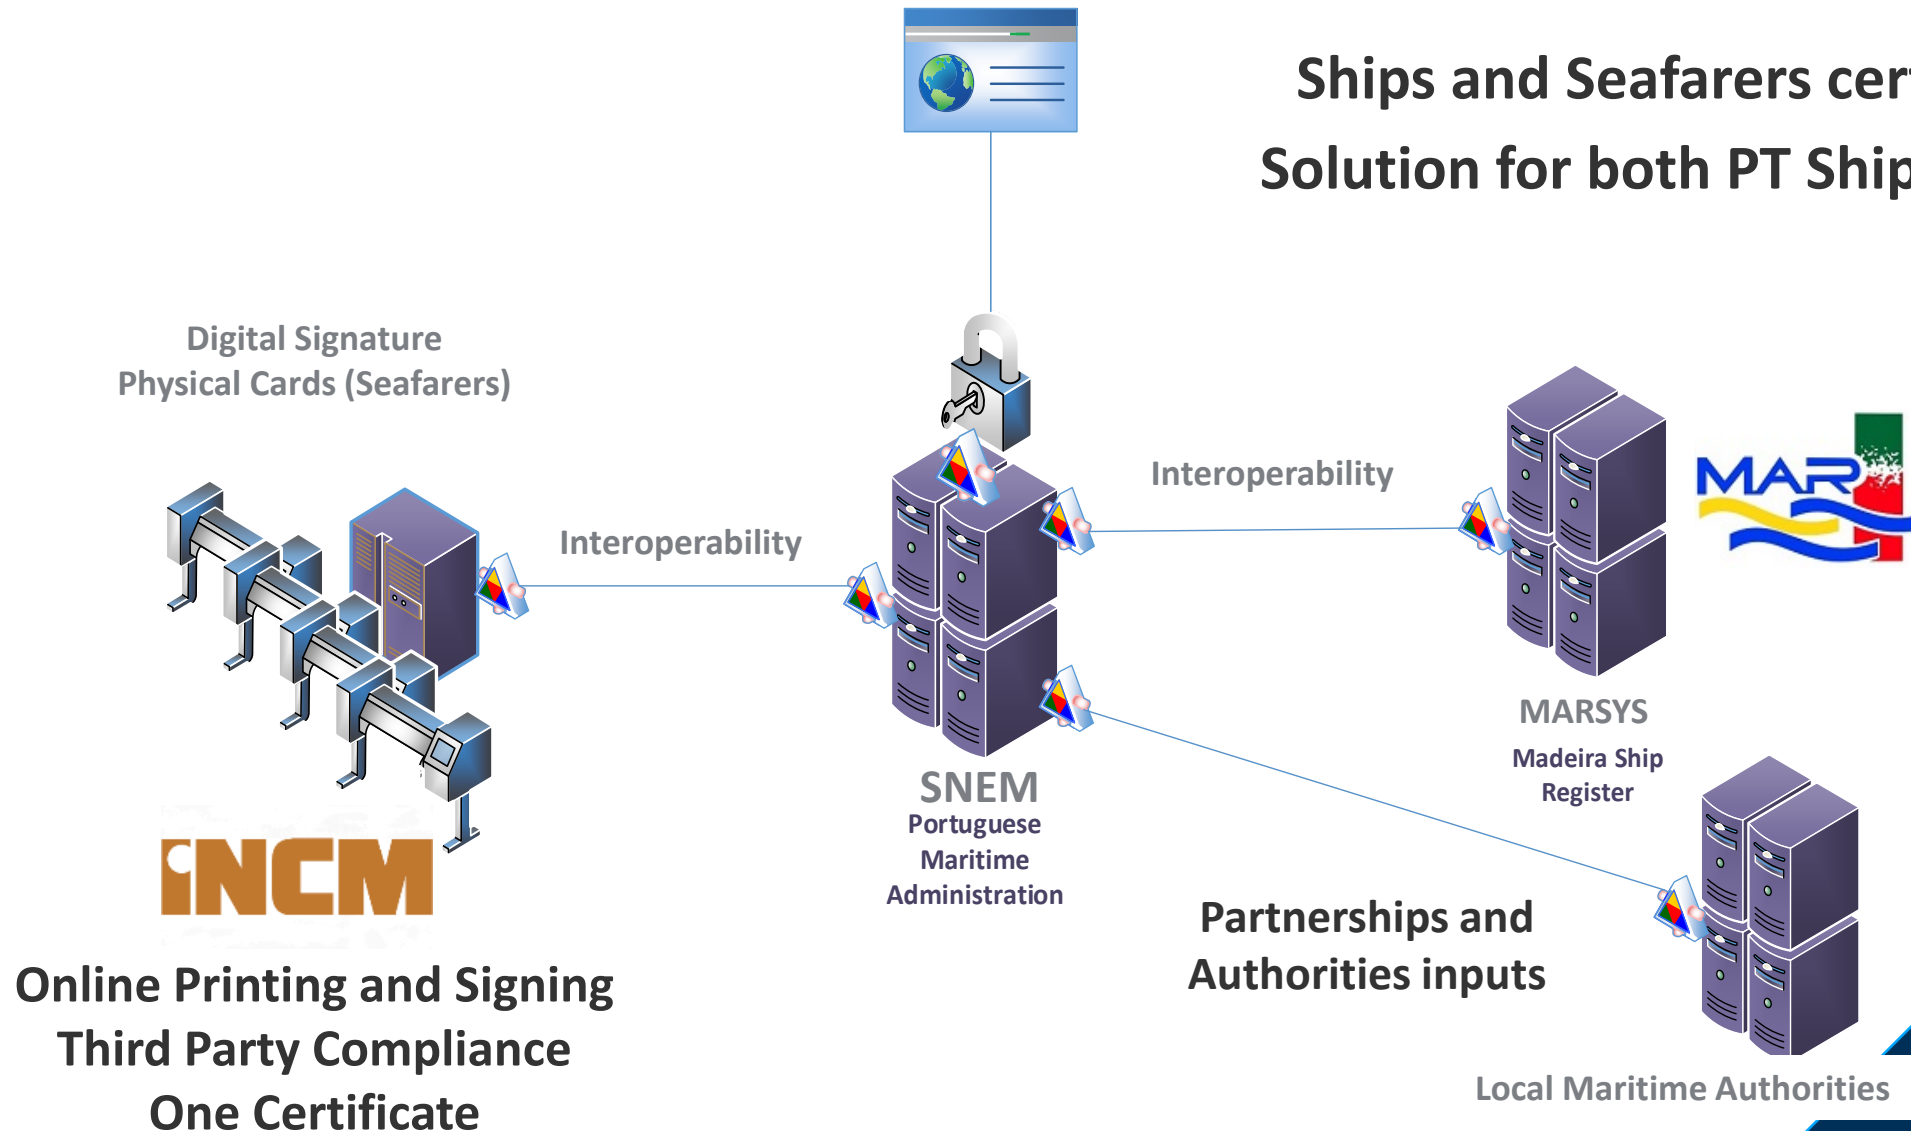 Ships and Seafarers cer
Solution for both PT Ship
Digital Signature
Physical Cards (Seafarers)
Interoperability
Interoperability
MAR
MARSYS
Madeira Ship
Register
SNEM
Portuguese
Maritime
Administration
INCM
Partnerships and
Authorities inputs
Online Printing and Signing
Third Party Compliance
One Certificate
Local Maritime Authorities